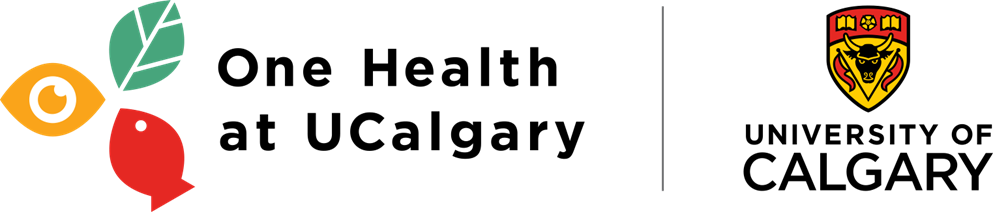 One Health
at UCalgary
UNIVERSITY OF
CALGARY